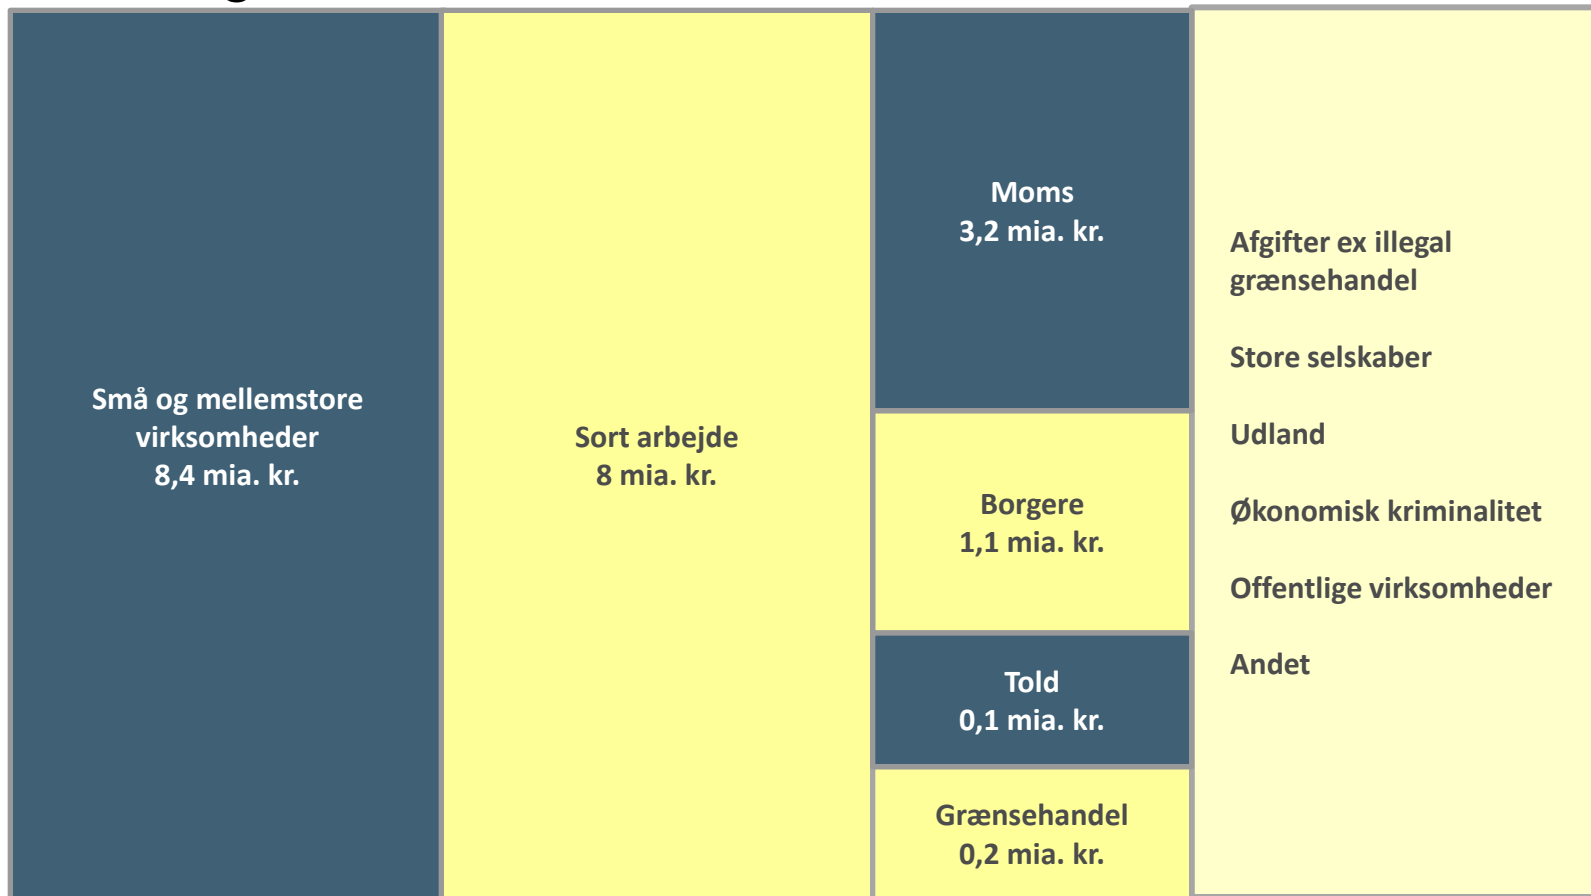 Små og mellemstore
virksomheder
8,4 mia. kr.
Sort arbejde
8 mia. kr.
Moms
3,2 mia. kr.
Borgere
1,1 mia. kr.
Told
0,1 mia. kr.
Grænsehandel
0,2 mia. kr.
Afgifter ex illegal
grænsehandel
Store selskaber
Udland
Økonomisk kriminalitet
Offentlige virksomheder
Andet